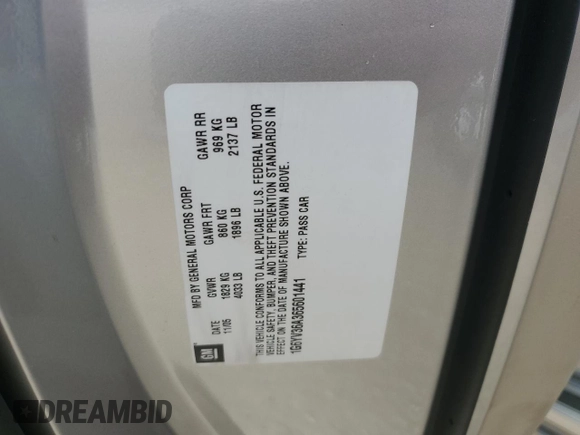 MFD BY GENERAL MOTORS CORP
DATE GVWR GAWR FRT GAWR RR
11/05 1829 KG 860 KG 969 KG
4033 LB 1896 LB 2137 LB
THIS VEHICLE CONFORMS TO ALL APPLICABLE U.S. FEDERAL MOTOR
VEHICLE SAFETY, BUMPER, AND THEFT PREVENTION STANDARDS IN
EFFECT ON THE DATE OF MANUFACTURE SHOWN ABOVE.
1G6YV36A365601441 TYPE: PASS CAR
GM
DREAMBID